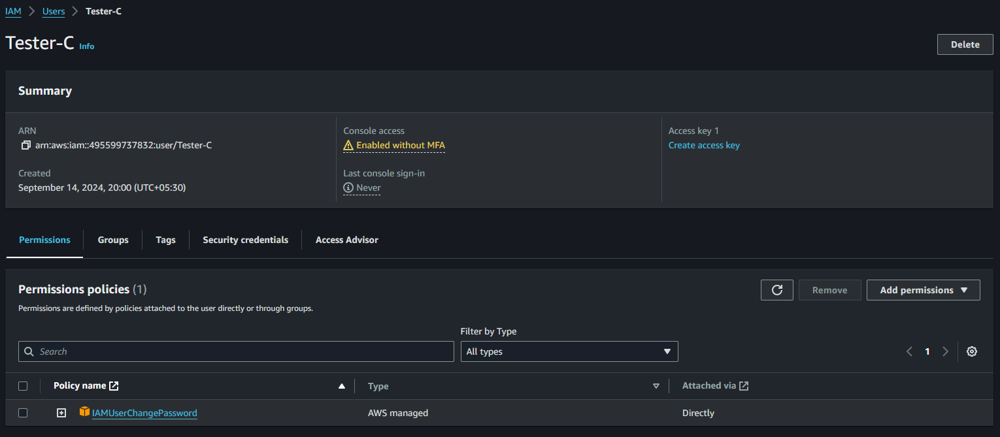 IAM > Users > Tester-C
Tester-C Info
Delete
Summary
ARN
arn:aws:iam::495599737832:user/Tester-C
Created
September 14, 2024, 20:00 (UTC+05:30)
Console access
Enabled without MFA
Last console sign-in
Never
Access key 1
Create access key
Permissions Groups Tags Security credentials Access Advisor
Permissions policies (1)
Permissions are defined by policies attached to the user directly or through groups.
Remove Add permissions
Filter by Type
Search All types 1
Policy name Type Attached via
IAMUserChangePassword AWS managed Directly